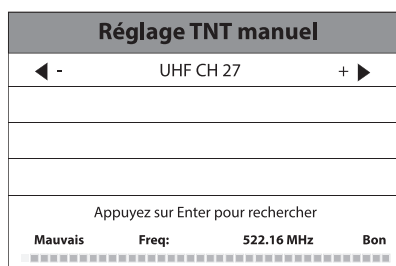 Réglage TNT manuel
◀ - UHF CH 27 + ▶
Appuyez sur Enter pour rechercher
Mauvais Freq: 522.16 MHz Bon